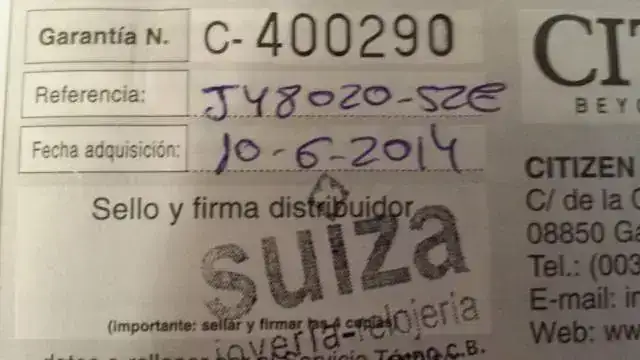 Garantía N. C- 400290
Referencia: JY8020-52E
Fecha adquisición: 10-6-2014
Sello y firma distribuidor
suiza
joyería-relojería
(Importante: sellar y firmar las 4 copias)
CIT
BEY
CITIZEN
C/ de la
08850 Ga
Tel.: (003
E-mail: in
Web: ww
C.B.